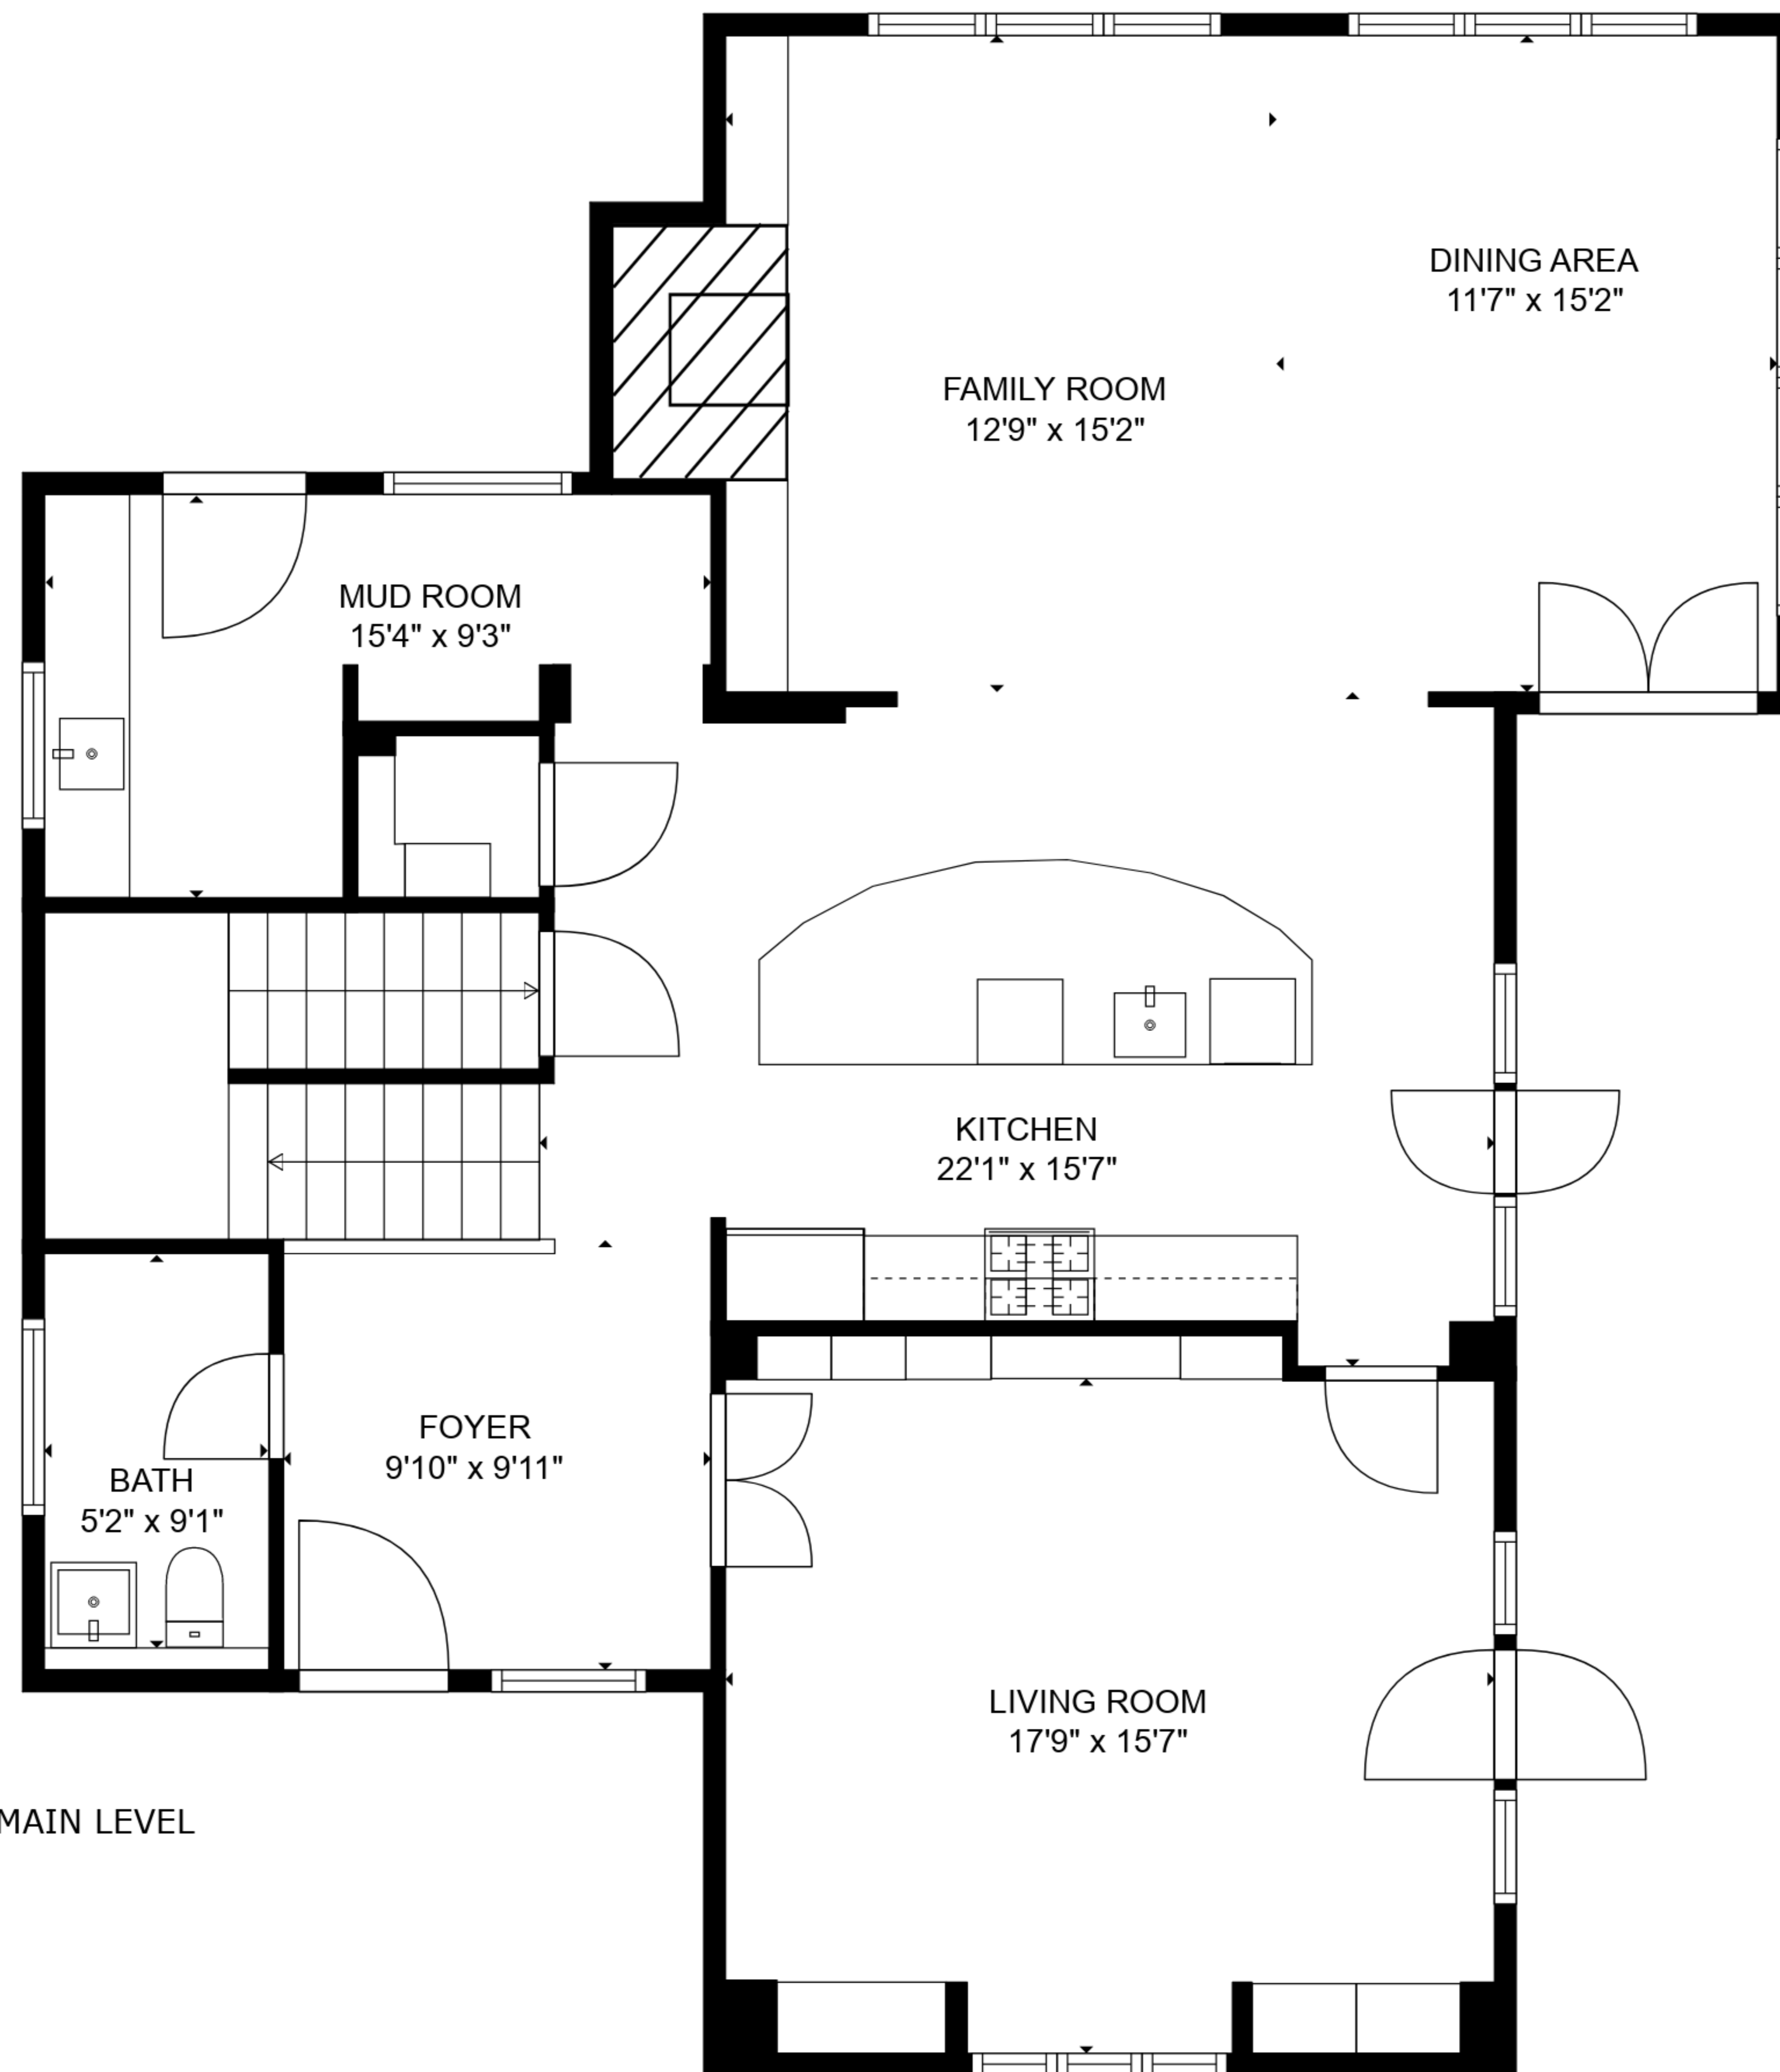 DINING AREA
11'7" x 15'2"
FAMILY ROOM
12'9" x 15'2"
MUD ROOM
15'4" x 9'3"
KITCHEN
22'1" x 15'7"
FOYER
9'10" x 9'11"
BATH
5'2" x 9'1"
LIVING ROOM
17'9" x 15'7"
MAIN LEVEL